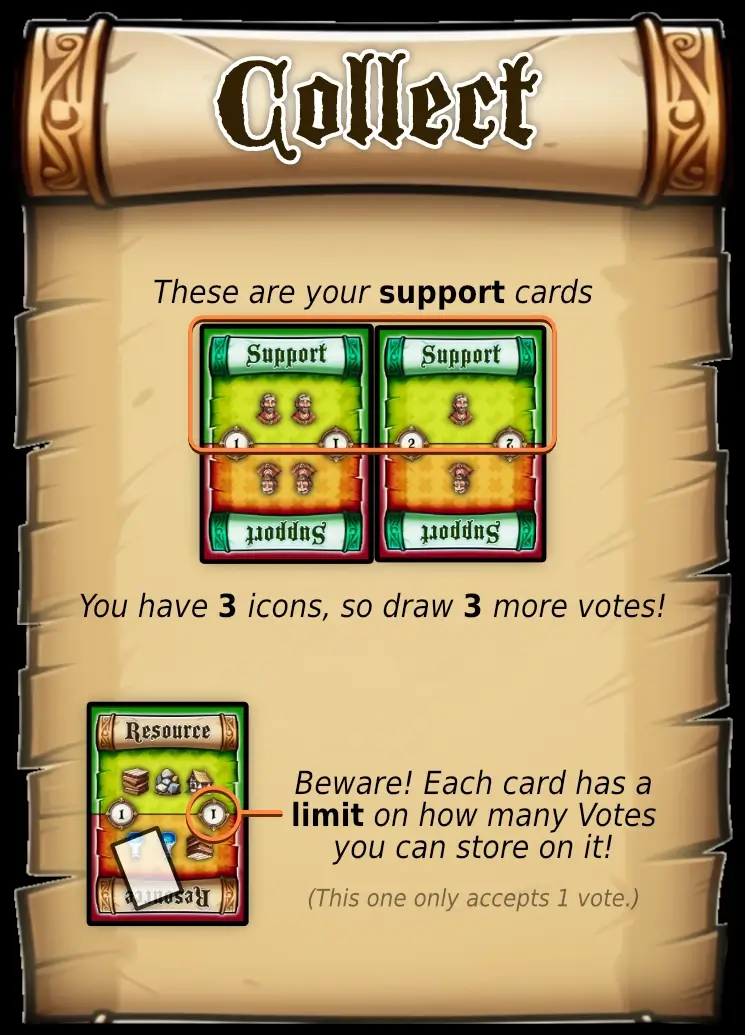 Collect
These are your support cards
Support Support
1 1 2 2
Support Support
You have 3 icons, so draw 3 more votes!
Resource
1 1
Resource
Beware! Each card has a
limit on how many Votes
you can store on it!
(This one only accepts 1 vote.)